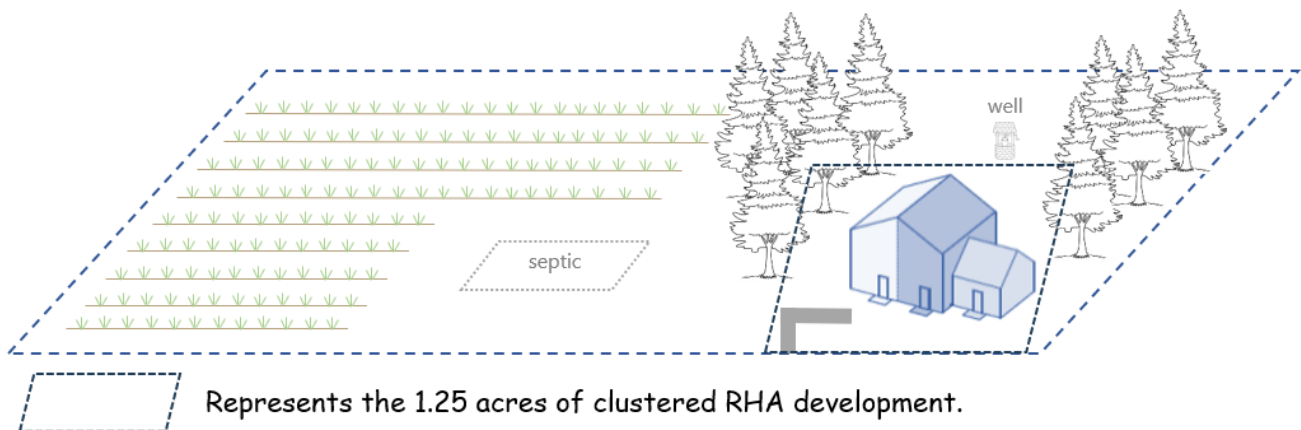 well
septic
Represents the 1.25 acres of clustered RHA development.